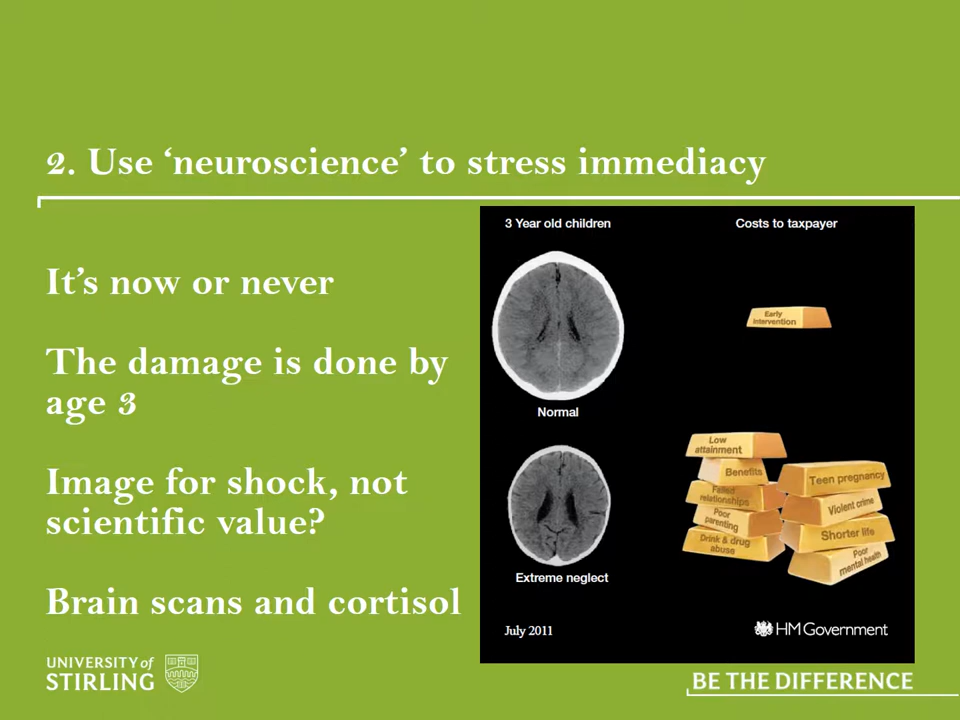 2. Use ‘neuroscience’ to stress immediacy
It’s now or never
The damage is done by
age 3
Image for shock, not
scientific value?
Brain scans and cortisol
3 Year old children
Costs to taxpayer
Early
intervention
Normal
Low
attainment
Benefits
Failed
relationships
Poor
parenting
Drink & drug
abuse
Teen pregnancy
Violent crime
Shorter life
Poor
mental health
Extreme neglect
July 2011
HM Government
UNIVERSITY of
STIRLING
BE THE DIFFERENCE